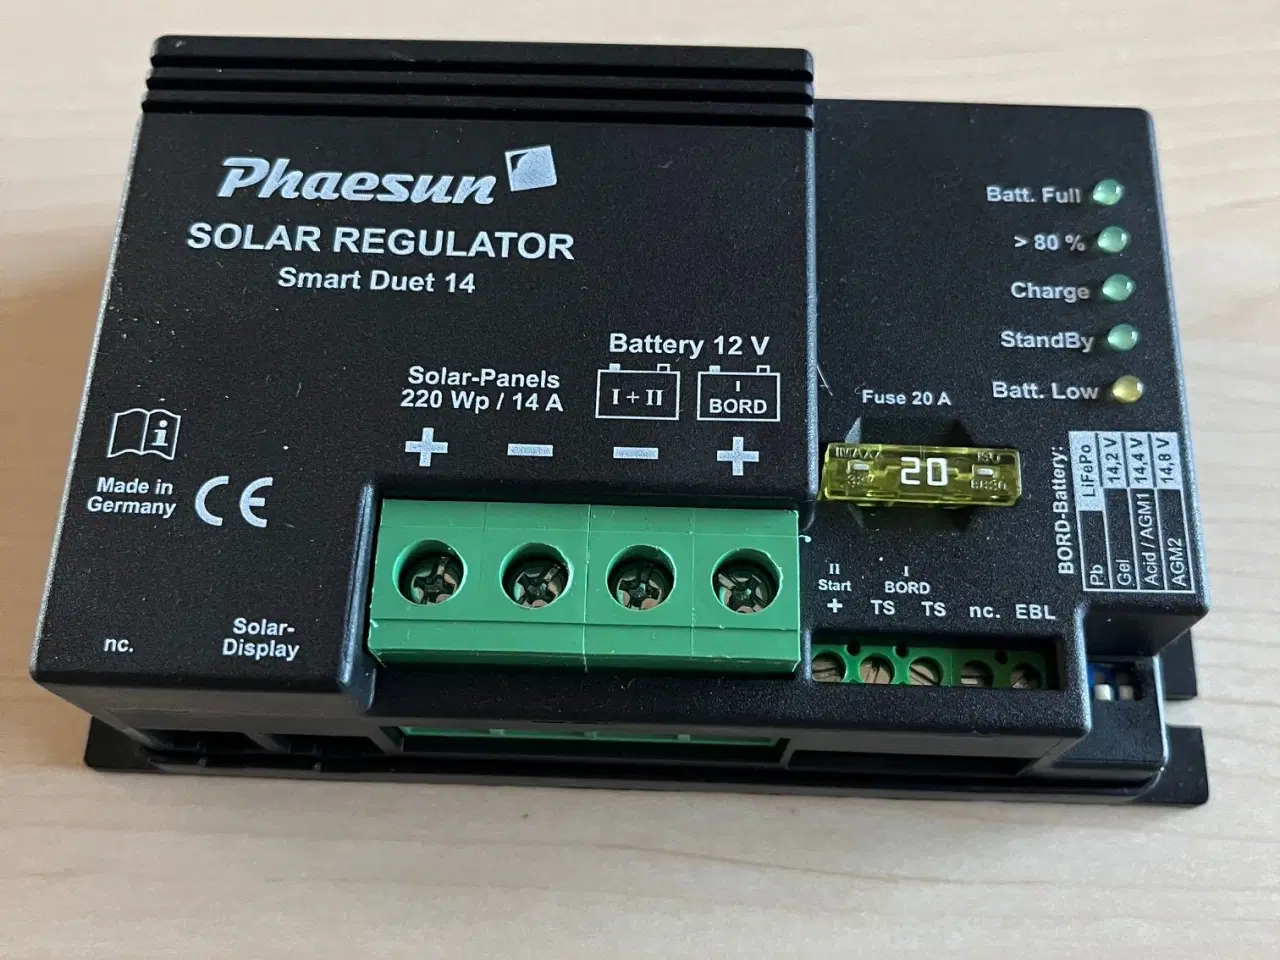 Phaesun
SOLAR REGULATOR
Smart Duet 14
Battery 12 V
Solar-Panels
220 Wp / 14 A
I + II
I
BORD
+ − − +
Made in
Germany
CE
nc.
Solar-
Display
Batt. Full
> 80 %
Charge
StandBy
Batt. Low
Fuse 20 A
20
II
Start
+
I
BORD
TS TS nc. EBL
BORD-Battery:
Pb LiFePo
Gel 14,2 V
Acid / AGM1 14,4 V
AGM2 14,8 V